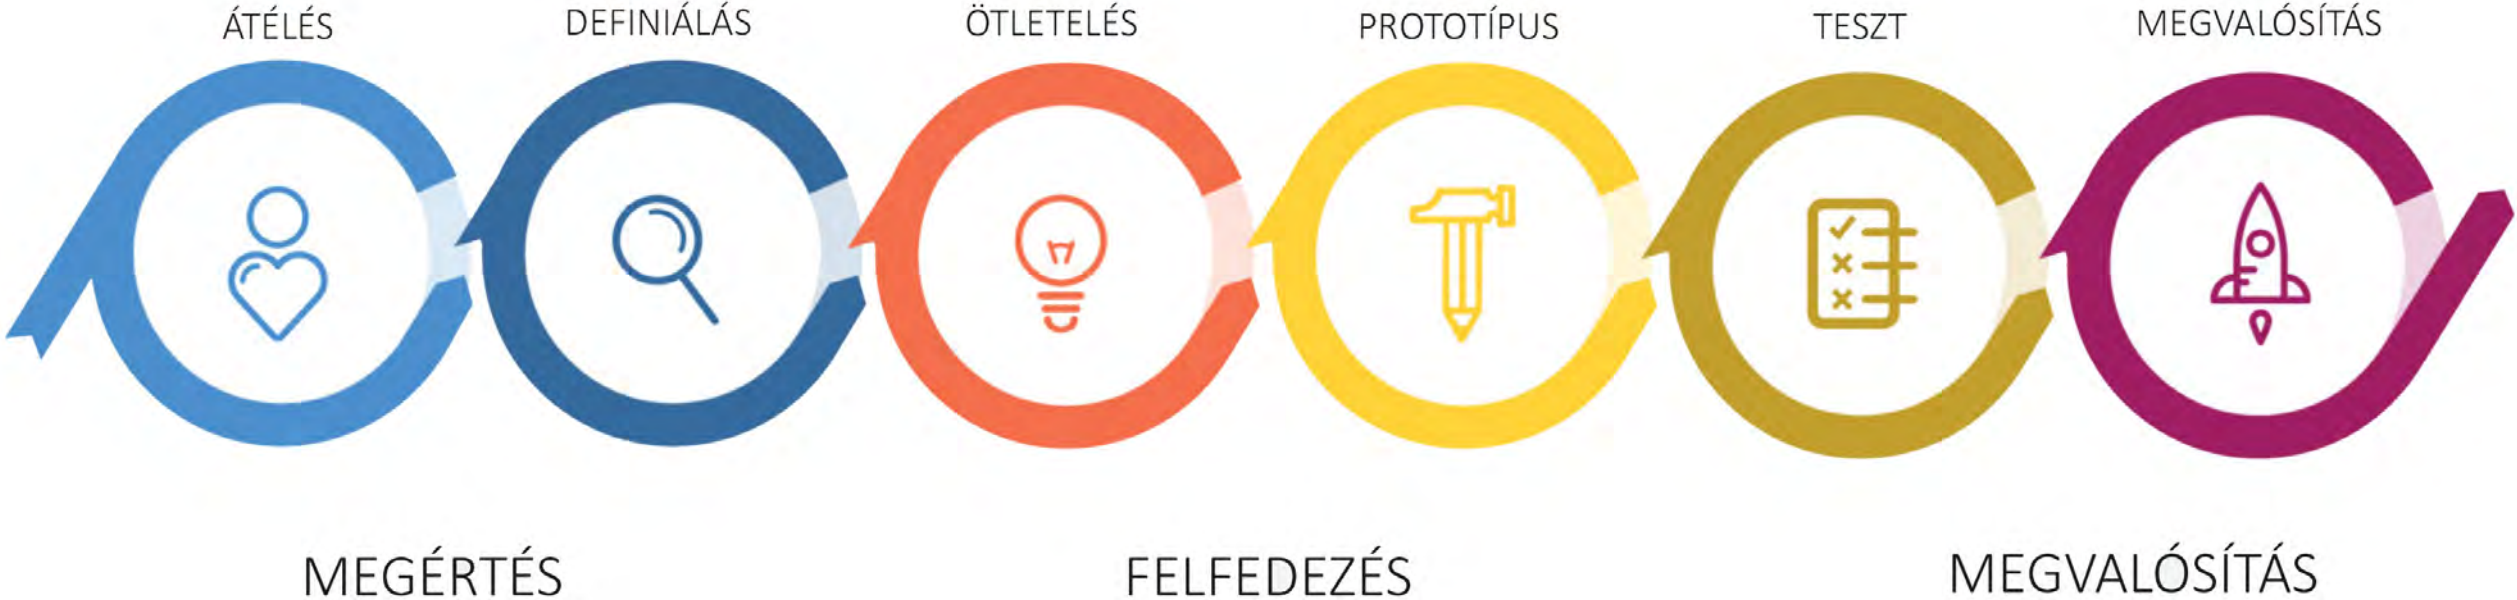 ÁTÉLÉS
DEFINIÁLÁS
ÖTLETELÉS
PROTOTÍPUS
TESZT
MEGVALÓSÍTÁS
MEGÉRTÉS
FELFEDEZÉS
MEGVALÓSÍTÁS